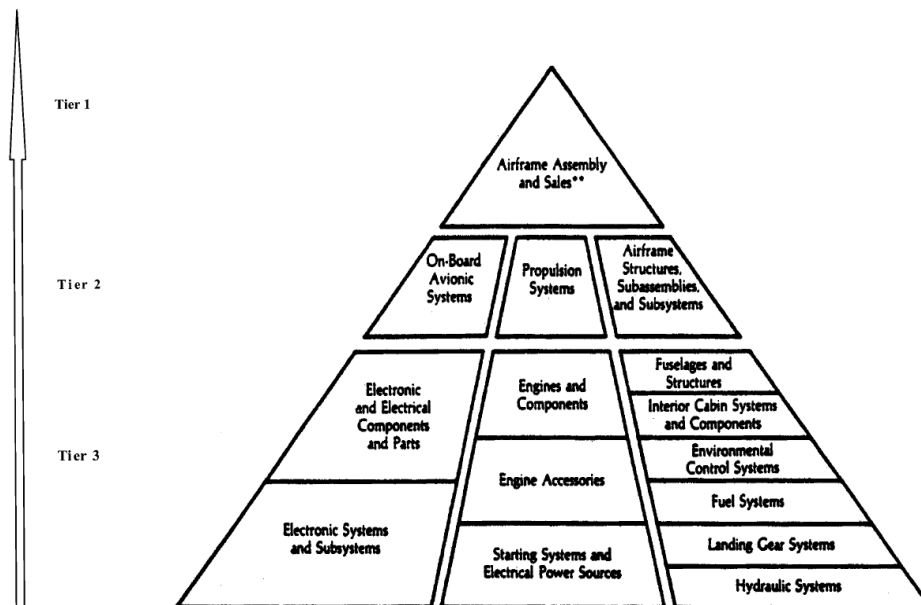 Tier 1
Airframe Assembly
and Sales**
Tier 2
On-Board
Avionic
Systems
Propulsion
Systems
Airframe
Structures,
Subassemblies,
and Subsystems
Tier 3
Electronic
and Electrical
Components
and Parts
Electronic Systems
and Subsystems
Engines and
Components
Engine Accessories
Starting Systems and
Electrical Power Sources
Fuselages and
Structures
Interior Cabin Systems
and Components
Environmental
Control Systems
Fuel Systems
Landing Gear Systems
Hydraulic Systems